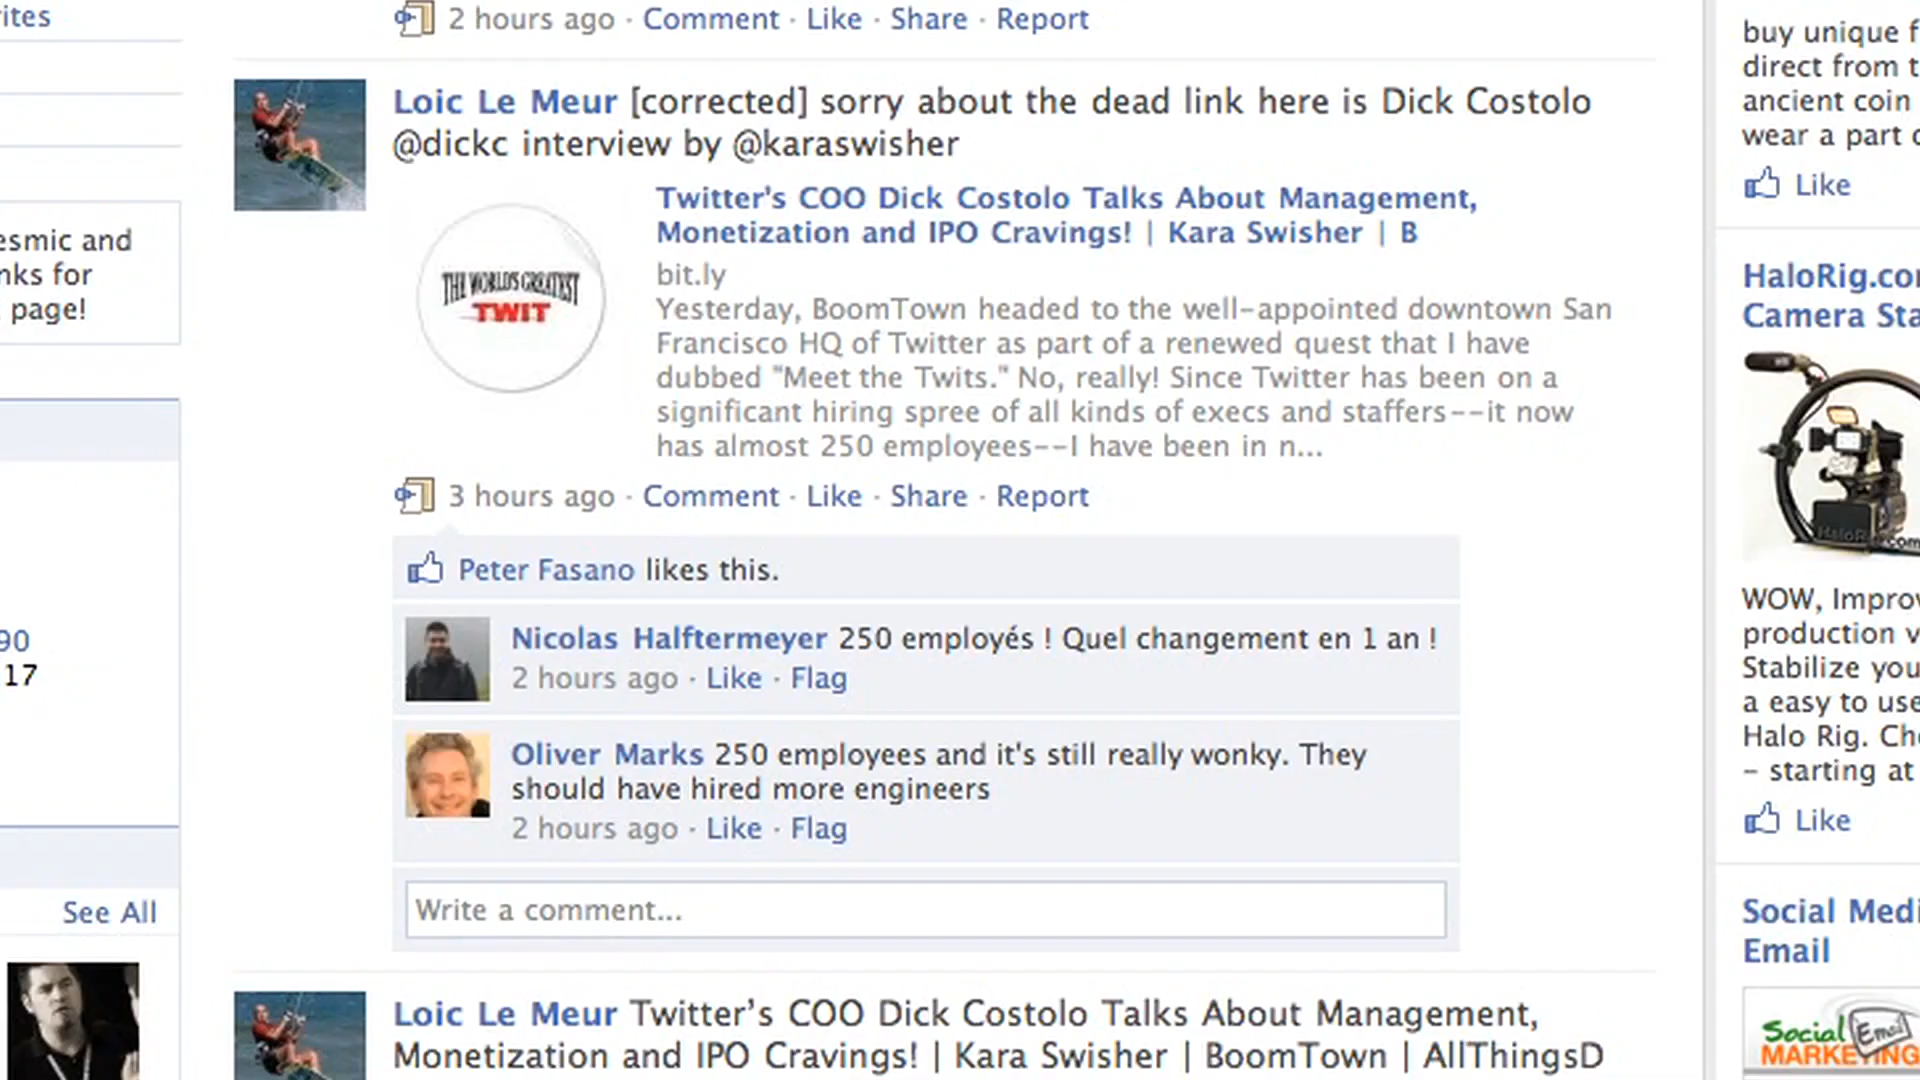 rites
2 hours ago · Comment · Like · Share · Report
Loic Le Meur [corrected] sorry about the dead link here is Dick Costolo
@dickc interview by @karaswisher
THE WORLD'S GREATEST
TWIT
Twitter's COO Dick Costolo Talks About Management,
Monetization and IPO Cravings! | Kara Swisher | B
bit.ly
Yesterday, BoomTown headed to the well-appointed downtown San
Francisco HQ of Twitter as part of a renewed quest that I have
dubbed "Meet the Twits." No, really! Since Twitter has been on a
significant hiring spree of all kinds of execs and staffers--it now
has almost 250 employees--I have been in n...
3 hours ago · Comment · Like · Share · Report
Peter Fasano likes this.
Nicolas Halftermeyer 250 employés ! Quel changement en 1 an !
2 hours ago · Like · Flag
Oliver Marks 250 employees and it's still really wonky. They
should have hired more engineers
2 hours ago · Like · Flag
Write a comment...
Loic Le Meur Twitter’s COO Dick Costolo Talks About Management,
Monetization and IPO Cravings! | Kara Swisher | BoomTown | AllThingsD
esmic and
nks for
page!
90
17
See All
buy unique f
direct from t
ancient coin
wear a part o
Like
HaloRig.co
Camera Sta
HaloRig.com
WOW, Improv
production v
Stabilize you
a easy to use
Halo Rig. Che
- starting at
Like
Social Medi
Email
Social Email
MARKETING